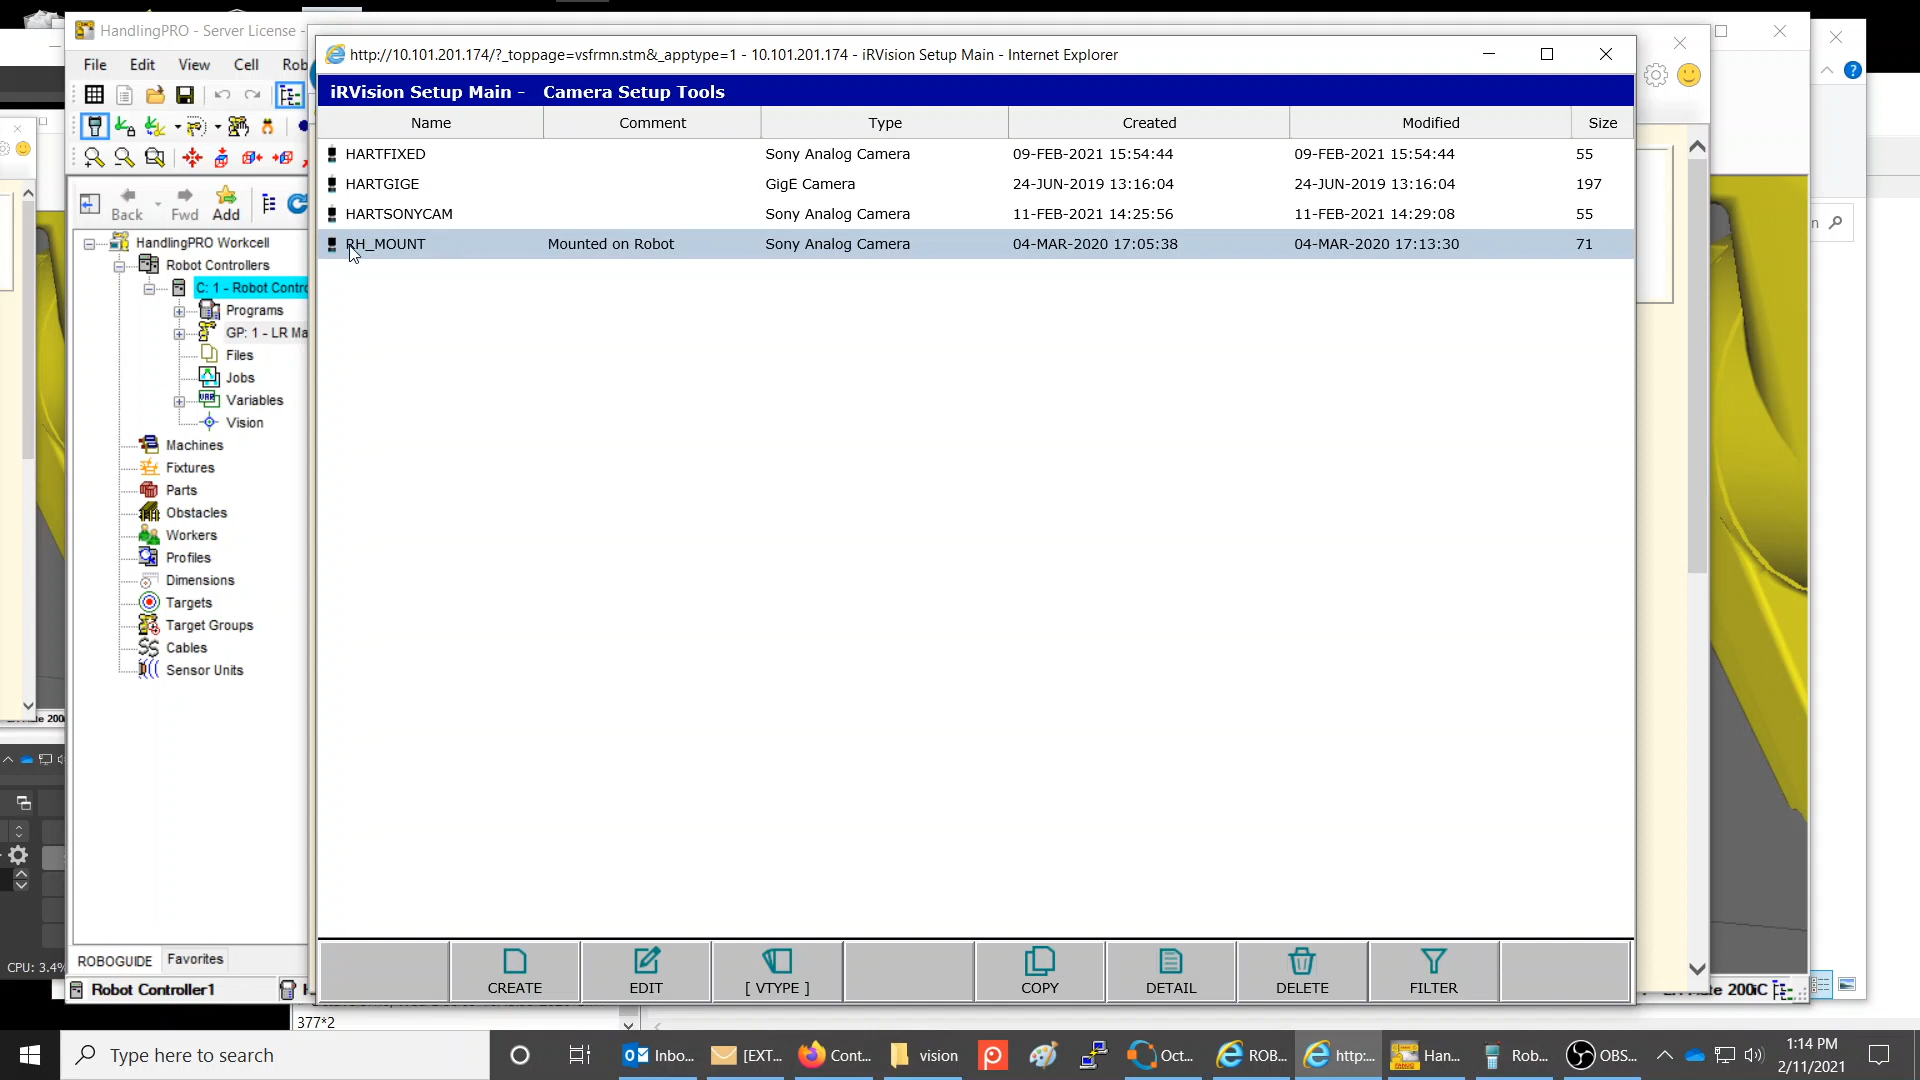 HandlingPRO - Server License -
File Edit View Cell Rob
Back Fwd Add
HandlingPRO Workcell
Robot Controllers
C: 1 - Robot Contro
Programs
GP: 1 - LR Ma
Files
Jobs
Variables
Vision
Machines
Fixtures
Parts
Obstacles
Workers
Profiles
Dimensions
Targets
Target Groups
Cables
Sensor Units
ROBOGUIDE Favorites
Robot Controller1
http://10.101.201.174/?_toppage=vsfrmn.stm&_apptype=1 - 10.101.201.174 - iRVision Setup Main - Internet Explorer
iRVision Setup Main - Camera Setup Tools
Name Comment Type Created Modified Size
HARTFIXED Sony Analog Camera 09-FEB-2021 15:54:44 09-FEB-2021 15:54:44 55
HARTGIGE GigE Camera 24-JUN-2019 13:16:04 24-JUN-2019 13:16:04 197
HARTSONYCAM Sony Analog Camera 11-FEB-2021 14:25:56 11-FEB-2021 14:29:08 55
RH_MOUNT Mounted on Robot Sony Analog Camera 04-MAR-2020 17:05:38 04-MAR-2020 17:13:30 71
CREATE EDIT [ VTYPE ] COPY DETAIL DELETE FILTER
CPU: 3.4%
Mate 200iC
377*2
Type here to search
Inbo... [EXT... Cont... vision Oct... ROB... http:... Han... Rob... OBS...
1:14 PM
2/11/2021